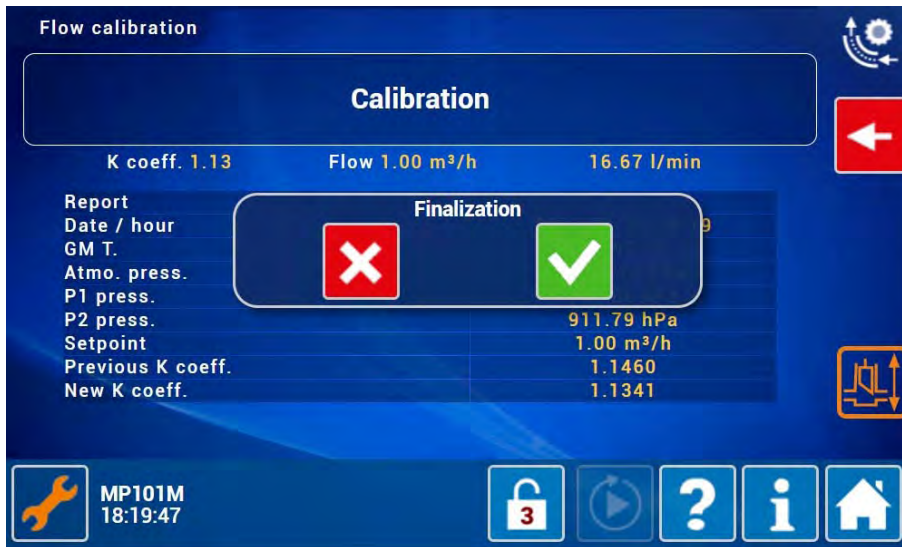 Flow calibration
Calibration
K coeff. 1.13 Flow 1.00 m³/h 16.67 l/min
Report
Finalization
Date / hour 9
GM T.
Atmo. press.
P1 press.
P2 press. 911.79 hPa
Setpoint 1.00 m³/h
Previous K coeff. 1.1460
New K coeff. 1.1341
MP101M
18:19:47
3
?
i